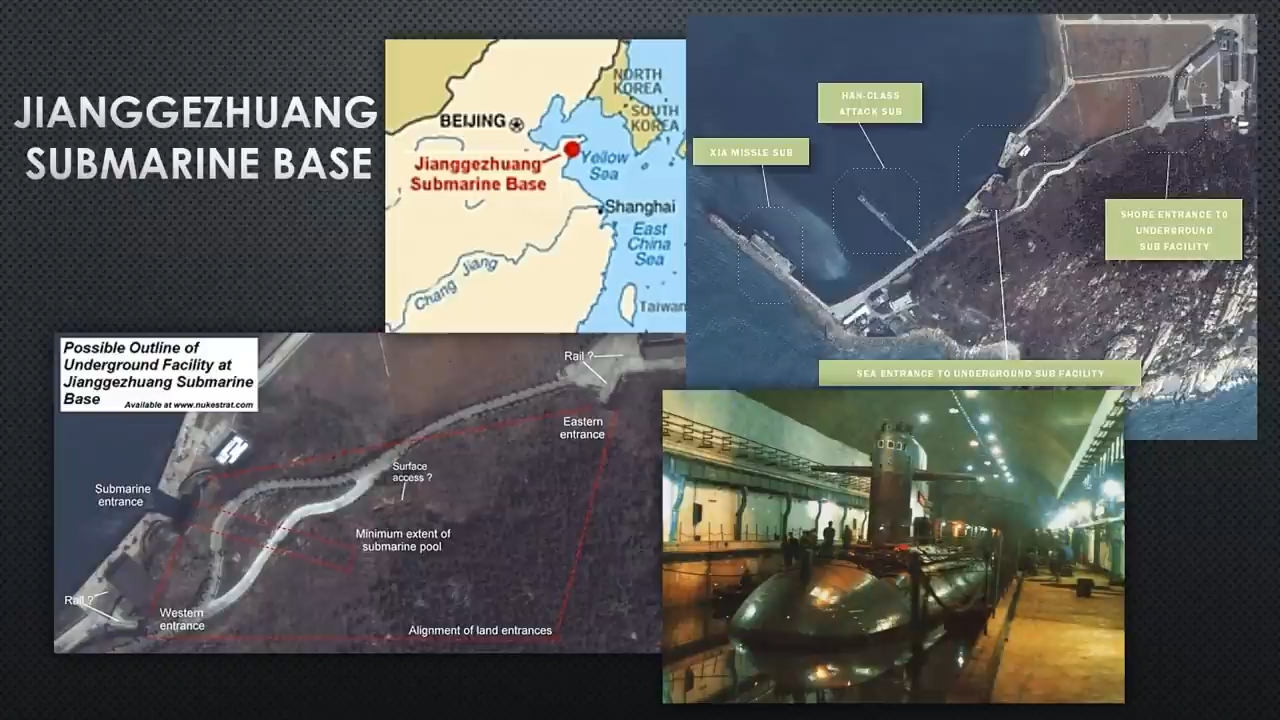 JIANGGEZHUANG
SUBMARINE BASE
NORTH
KOREA
SOUTH
KOREA
BEIJING
Jianggezhuang
Submarine Base
Yellow
Sea
Shanghai
East
China
Sea
Chang Jiang
Taiwan
HAN-CLASS
ATTACK SUB
XIA MISSLE SUB
SHORE ENTRANCE TO
UNDERGROUND
SUB FACILITY
SEA ENTRANCE TO UNDERGROUND SUB FACILITY
Possible Outline of
Underground Facility at
Jianggezhuang Submarine
Base
Available at www.nukestrat.com
Rail ?
Eastern
entrance
Surface
access ?
Submarine
entrance
Minimum extent of
submarine pool
Rail ?
Western
entrance
Alignment of land entrances